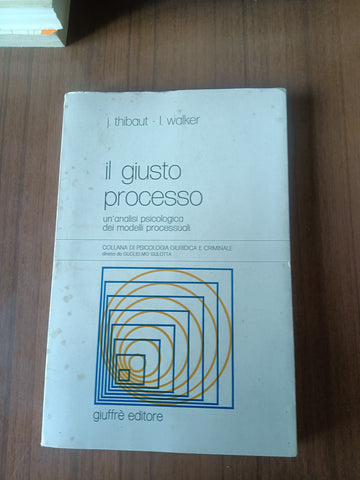 j. thibaut - l. walker
il giusto
processo
un'analisi psicologica
dei modelli processuali
COLLANA DI PSICOLOGIA GIURIDICA E CRIMINALE
diretta da GUGLIELMO GULOTTA
giuffrè editore